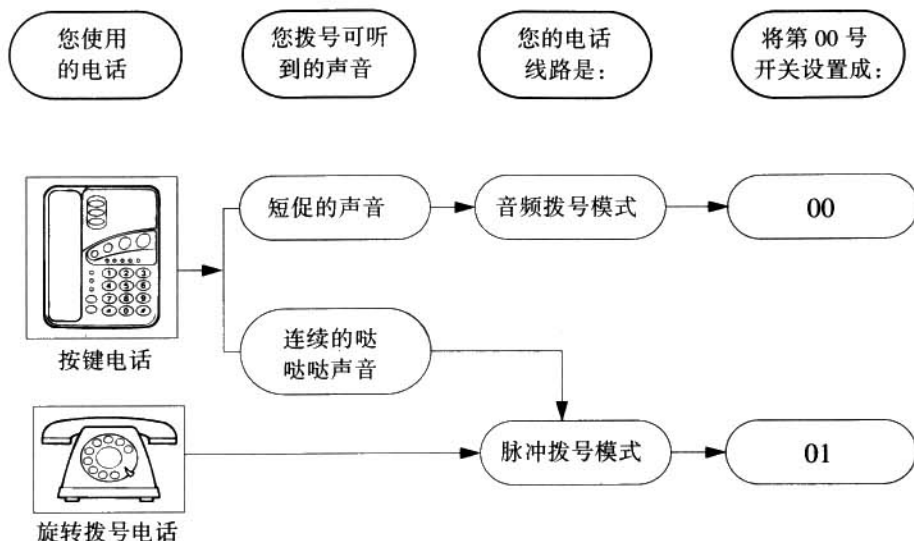 您使用
的电话
您拨号可听
到的声音
您的电话
线路是：
将第 00 号
开关设置成：
短促的声音
音频拨号模式
00
按键电话
连续的哒
哒哒声音
脉冲拨号模式
01
旋转拨号电话